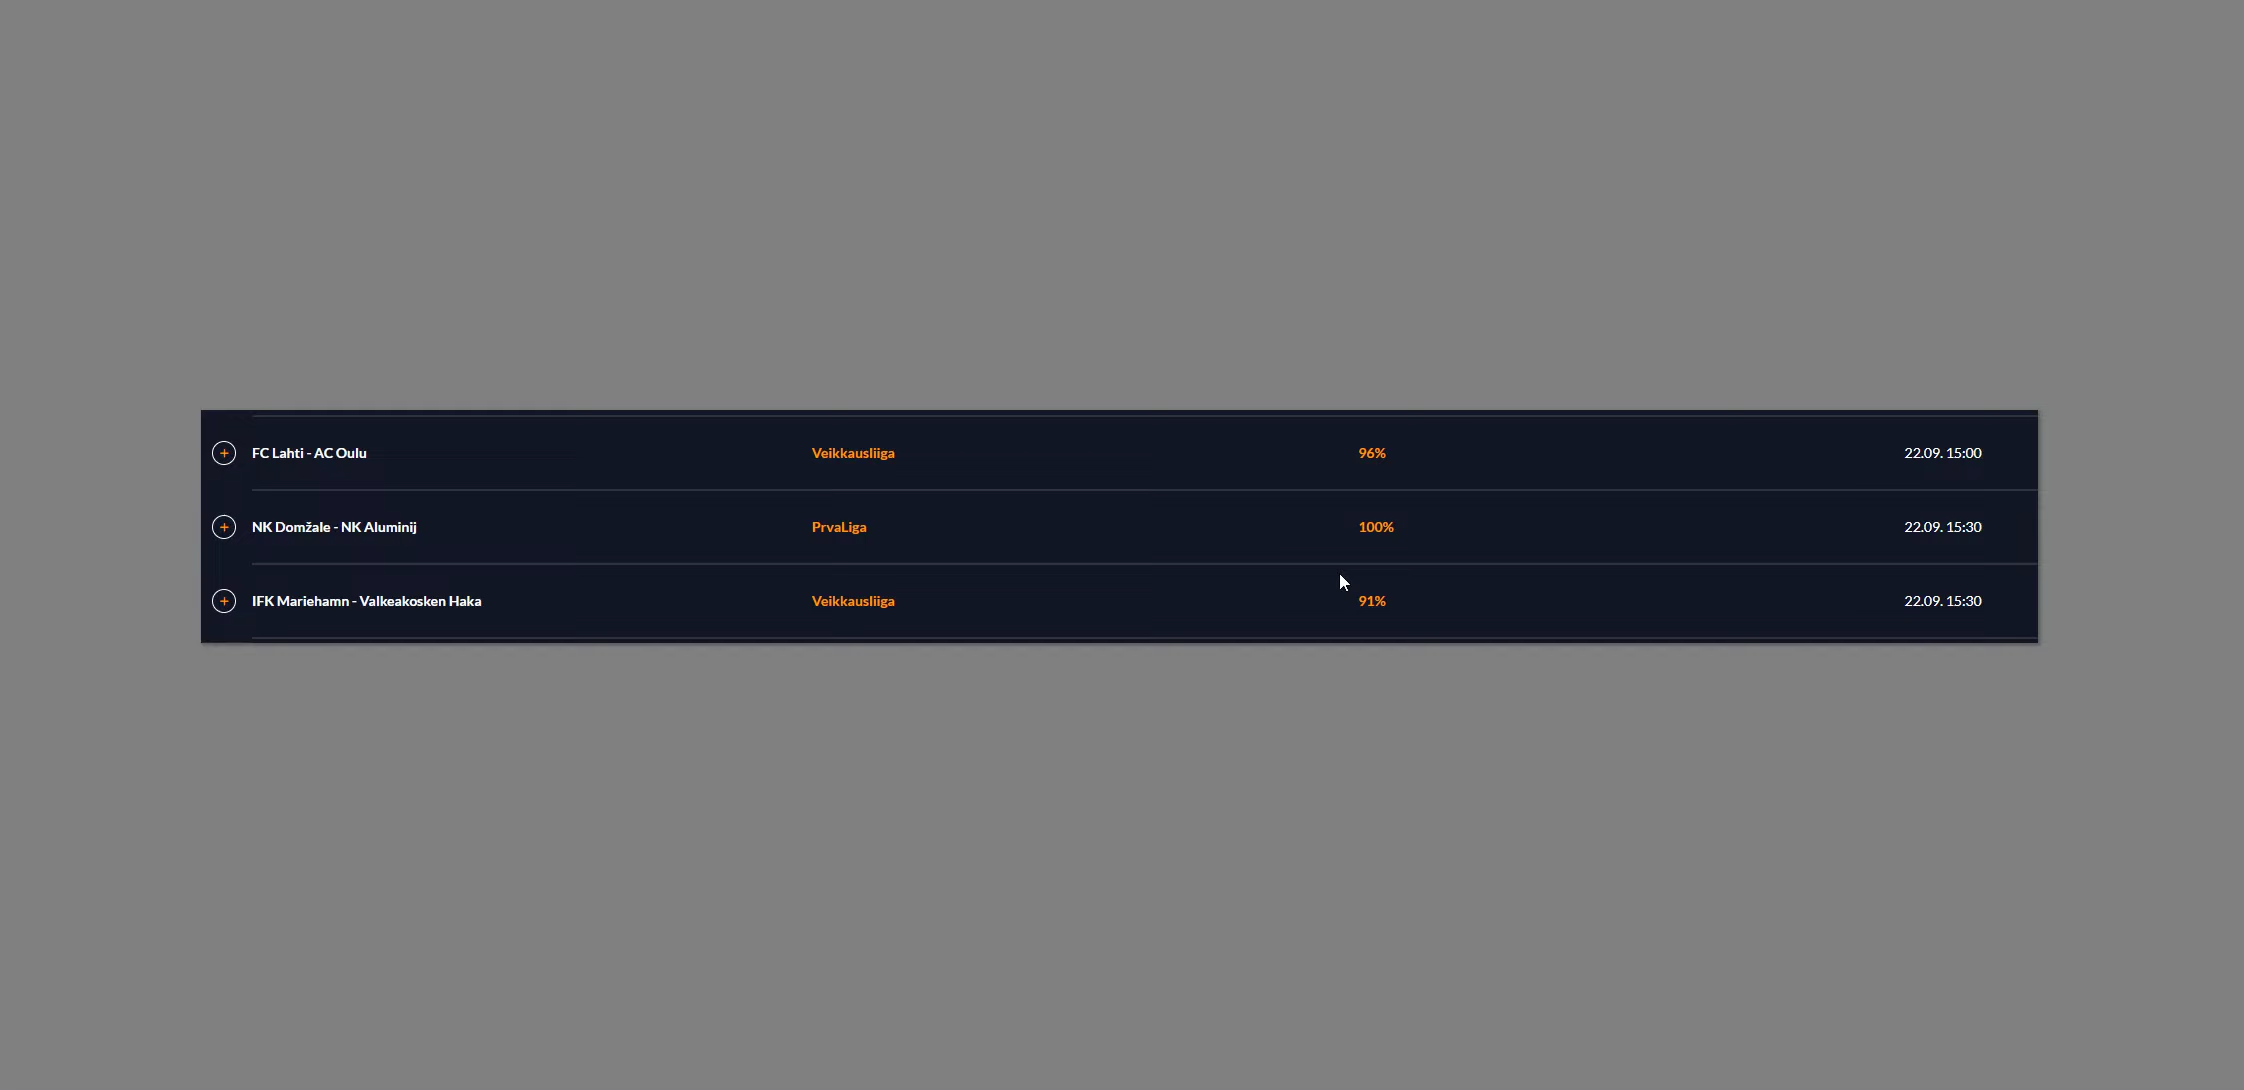 FC Lahti - AC Oulu Veikkausliiga 96% 22.09. 15:00
NK Domžale - NK Aluminij PrvaLiga 100% 22.09. 15:30
IFK Mariehamn - Valkeakosken Haka Veikkausliiga 91% 22.09. 15:30